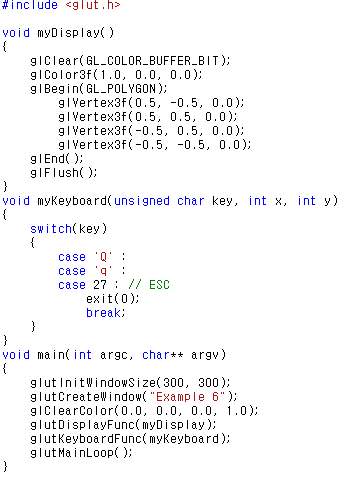 #include <glut.h>

void myDisplay()
{
    glClear(GL_COLOR_BUFFER_BIT);
    glColor3f(1.0, 0.0, 0.0);
    glBegin(GL_POLYGON);
        glVertex3f(0.5, -0.5, 0.0);
        glVertex3f(0.5, 0.5, 0.0);
        glVertex3f(-0.5, 0.5, 0.0);
        glVertex3f(-0.5, -0.5, 0.0);
    glEnd();
    glFlush();
}
void myKeyboard(unsigned char key, int x, int y)
{
    switch(key)
    {
        case 'Q' :
        case 'q' :
        case 27 : // ESC
            exit(0);
            break;
    }
}
void main(int argc, char** argv)
{
    glutInitWindowSize(300, 300);
    glutCreateWindow("Example 6");
    glClearColor(0.0, 0.0, 0.0, 1.0);
    glutDisplayFunc(myDisplay);
    glutKeyboardFunc(myKeyboard);
    glutMainLoop();
}